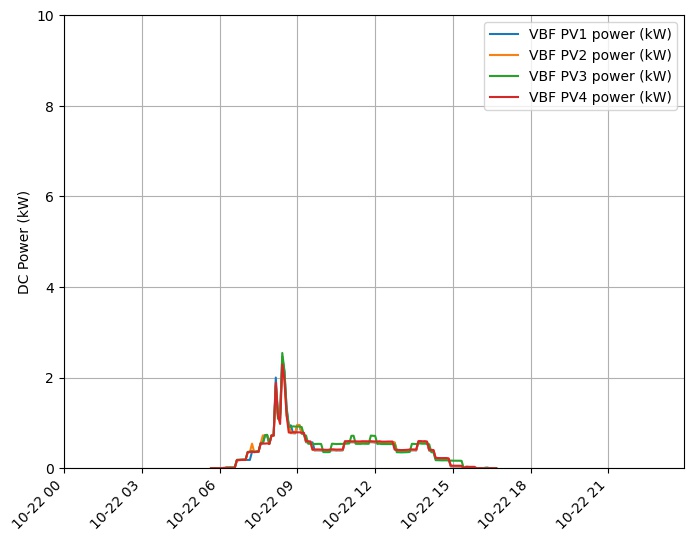 10
8
6
4
2
0
DC Power (kW)
VBF PV1 power (kW)
VBF PV2 power (kW)
VBF PV3 power (kW)
VBF PV4 power (kW)
10-22 00
10-22 03
10-22 06
10-22 09
10-22 12
10-22 15
10-22 18
10-22 21